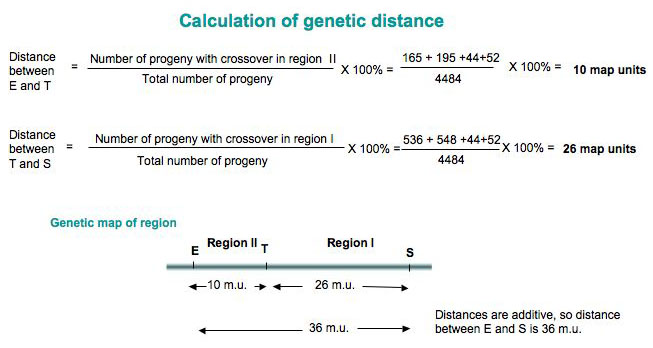 Calculation of genetic distance
Distance
between
E and T
=
Number of progeny with crossover in region II
Total number of progeny
X 100% =
165 + 195 +44+52
4484
X 100% =
10 map units
Distance
between
T and S
=
Number of progeny with crossover in region I
Total number of progeny
X 100% =
536 + 548 +44+52
4484
X 100% =
26 map units
Genetic map of region
E
Region II
T
Region I
S
10 m.u.
26 m.u.
36 m.u.
Distances are additive, so distance
between E and S is 36 m.u.